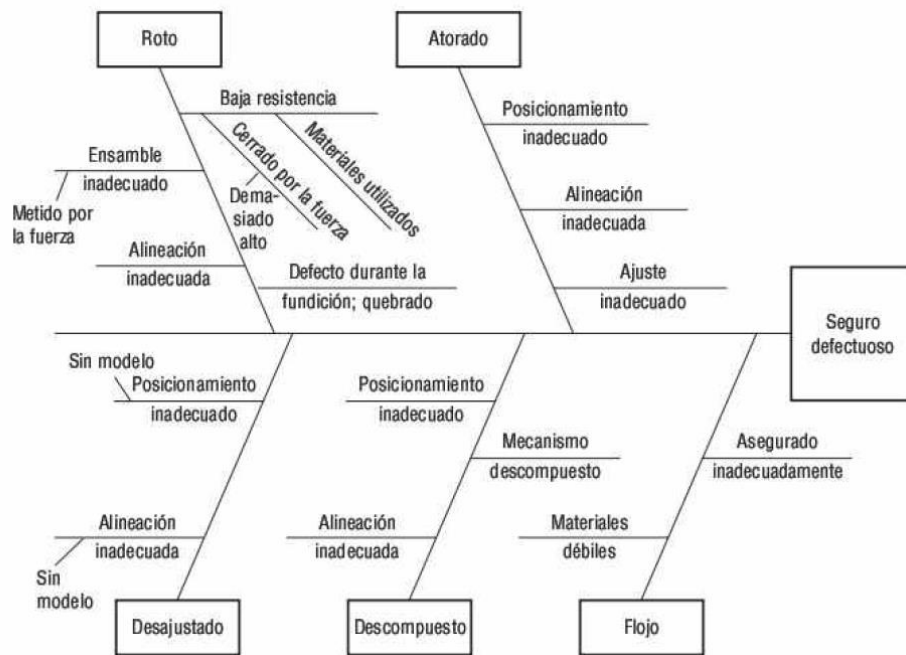 Roto
Atorado
Baja resistencia
Cerrado por la fuerza
Materiales utilizados
Dema-
siado
alto
Ensamble
inadecuado
Metido por
la fuerza
Alineación
inadecuada
Defecto durante la
fundición; quebrado
Posicionamiento
inadecuado
Alineación
inadecuada
Ajuste
inadecuado
Seguro
defectuoso
Sin modelo
Posicionamiento
inadecuado
Alineación
inadecuada
Sin
modelo
Desajustado
Posicionamiento
inadecuado
Mecanismo
descompuesto
Alineación
inadecuada
Descompuesto
Asegurado
inadecuadamente
Materiales
débiles
Flojo